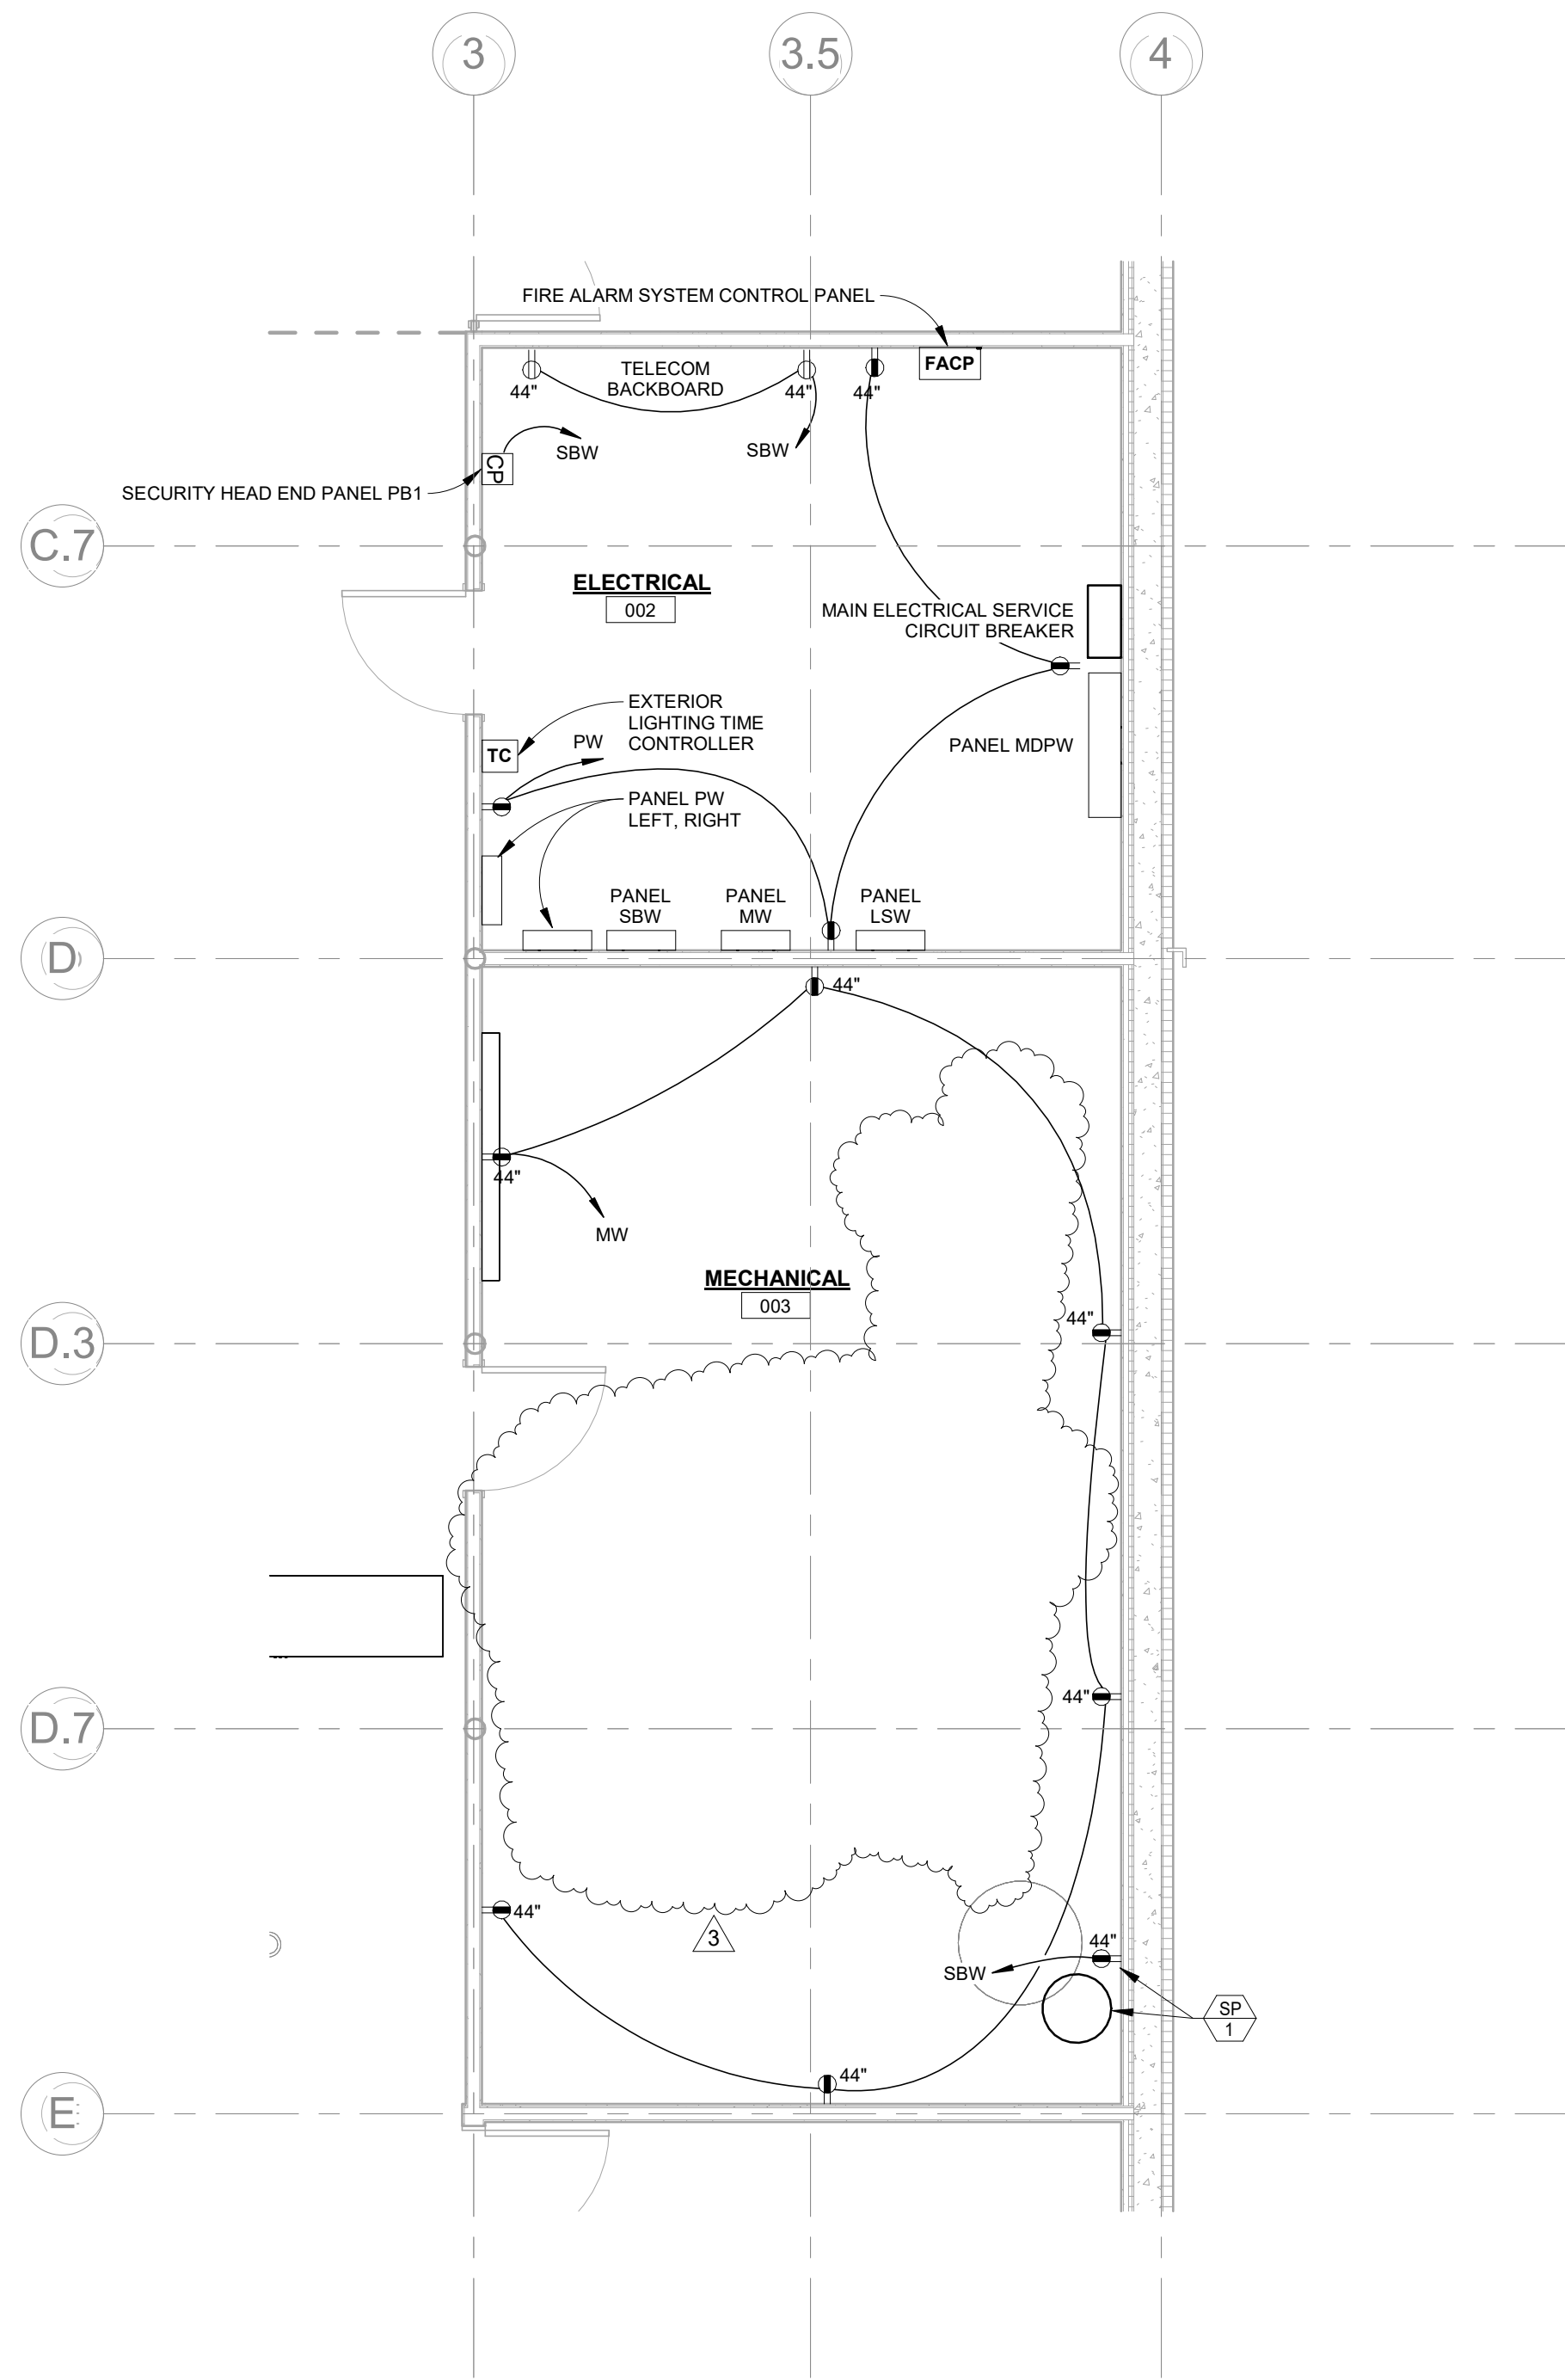 3
3.5
4
FIRE ALARM SYSTEM CONTROL PANEL
FACP
TELECOM
BACKBOARD
44"
44"
44"
SBW
SBW
CP
SECURITY HEAD END PANEL PB1
C.7
ELECTRICAL
002
MAIN ELECTRICAL SERVICE
CIRCUIT BREAKER
EXTERIOR
LIGHTING TIME
CONTROLLER
PW
TC
PANEL MDPW
PANEL PW
LEFT, RIGHT
PANEL
SBW
PANEL
MW
PANEL
LSW
D
44"
44"
MW
MECHANICAL
003
44"
D.3
44"
D.7
44"
3
44"
SBW
SP
1
44"
E